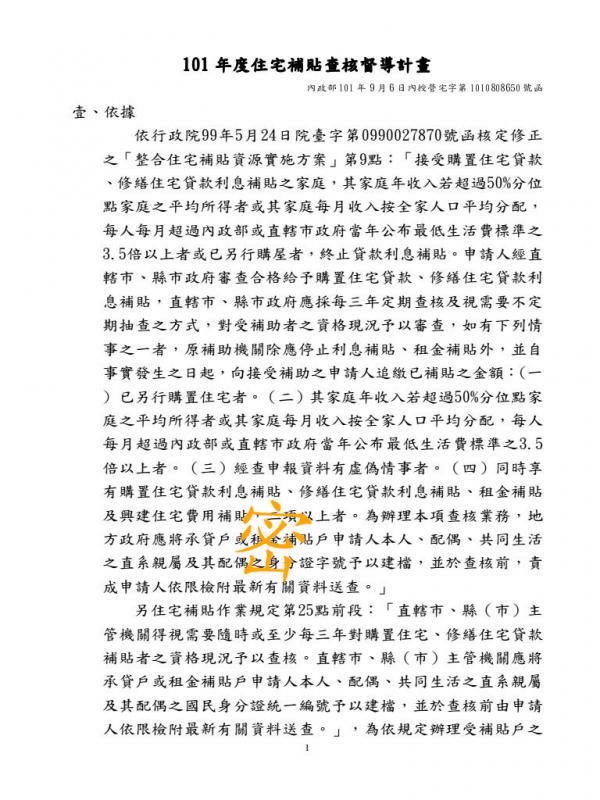 101 年度住宅補貼查核督導計畫
內政部 101 年 9 月 6 日內授營宅字第 1010808650 號函
壹、依據
依行政院99年5月24日院臺字第0990027870號函核定修正
之「整合住宅補貼資源實施方案」第9點：「接受購置住宅貸款
、修繕住宅貸款利息補貼之家庭，其家庭年收入若超過50%分位
點家庭之平均所得者或其家庭每月收入按全家人口平均分配，
每人每月超過內政部或直轄市政府當年公布最低生活費標準之
3.5倍以上者或已另行購屋者，終止貸款利息補貼。申請人經直
轄市、縣市政府審查合格給予購置住宅貸款、修繕住宅貸款利
息補貼，直轄市、縣市政府應採每三年定期查核及視需要不定
期抽查之方式，對受補助者之資格現況予以審查，如有下列情
事之一者，原補助機關除應停止利息補貼、租金補貼外，並自
事實發生之日起，向接受補助之申請人追繳已補貼之金額：(一
）已另行購置住宅者。（二）其家庭年收入若超過50%分位點家
庭之平均所得者或其家庭每月收入按全家人口平均分配，每人
每月超過內政部或直轄市政府當年公布最低生活費標準之3.5
倍以上者。（三）經查申報資料有虛偽情事者。（四）同時享
有購置住宅貸款利息補貼、修繕住宅貸款利息補貼、租金補貼
及興建住宅費用補貼二項以上者。為辦理本項查核業務，地
方政府應將承貸戶或租金補貼戶申請人本人、配偶、共同生活
之直系親屬及其配偶之身分證字號予以建檔，並於查核前，責
成申請人依限檢附最新有關資料送查。」
密
另住宅補貼作業規定第25點前段：「直轄市、縣（市）主
管機關得視需要隨時或至少每三年對購置住宅、修繕住宅貸款
補貼者之資格現況予以查核。直轄市、縣（市）主管機關應將
承貸戶或租金補貼戶申請人本人、配偶、共同生活之直系親屬
及其配偶之國民身分證統一編號予以建檔，並於查核前由申請
人依限檢附最新有關資料送查。」，為依規定辦理受補貼戶之
1